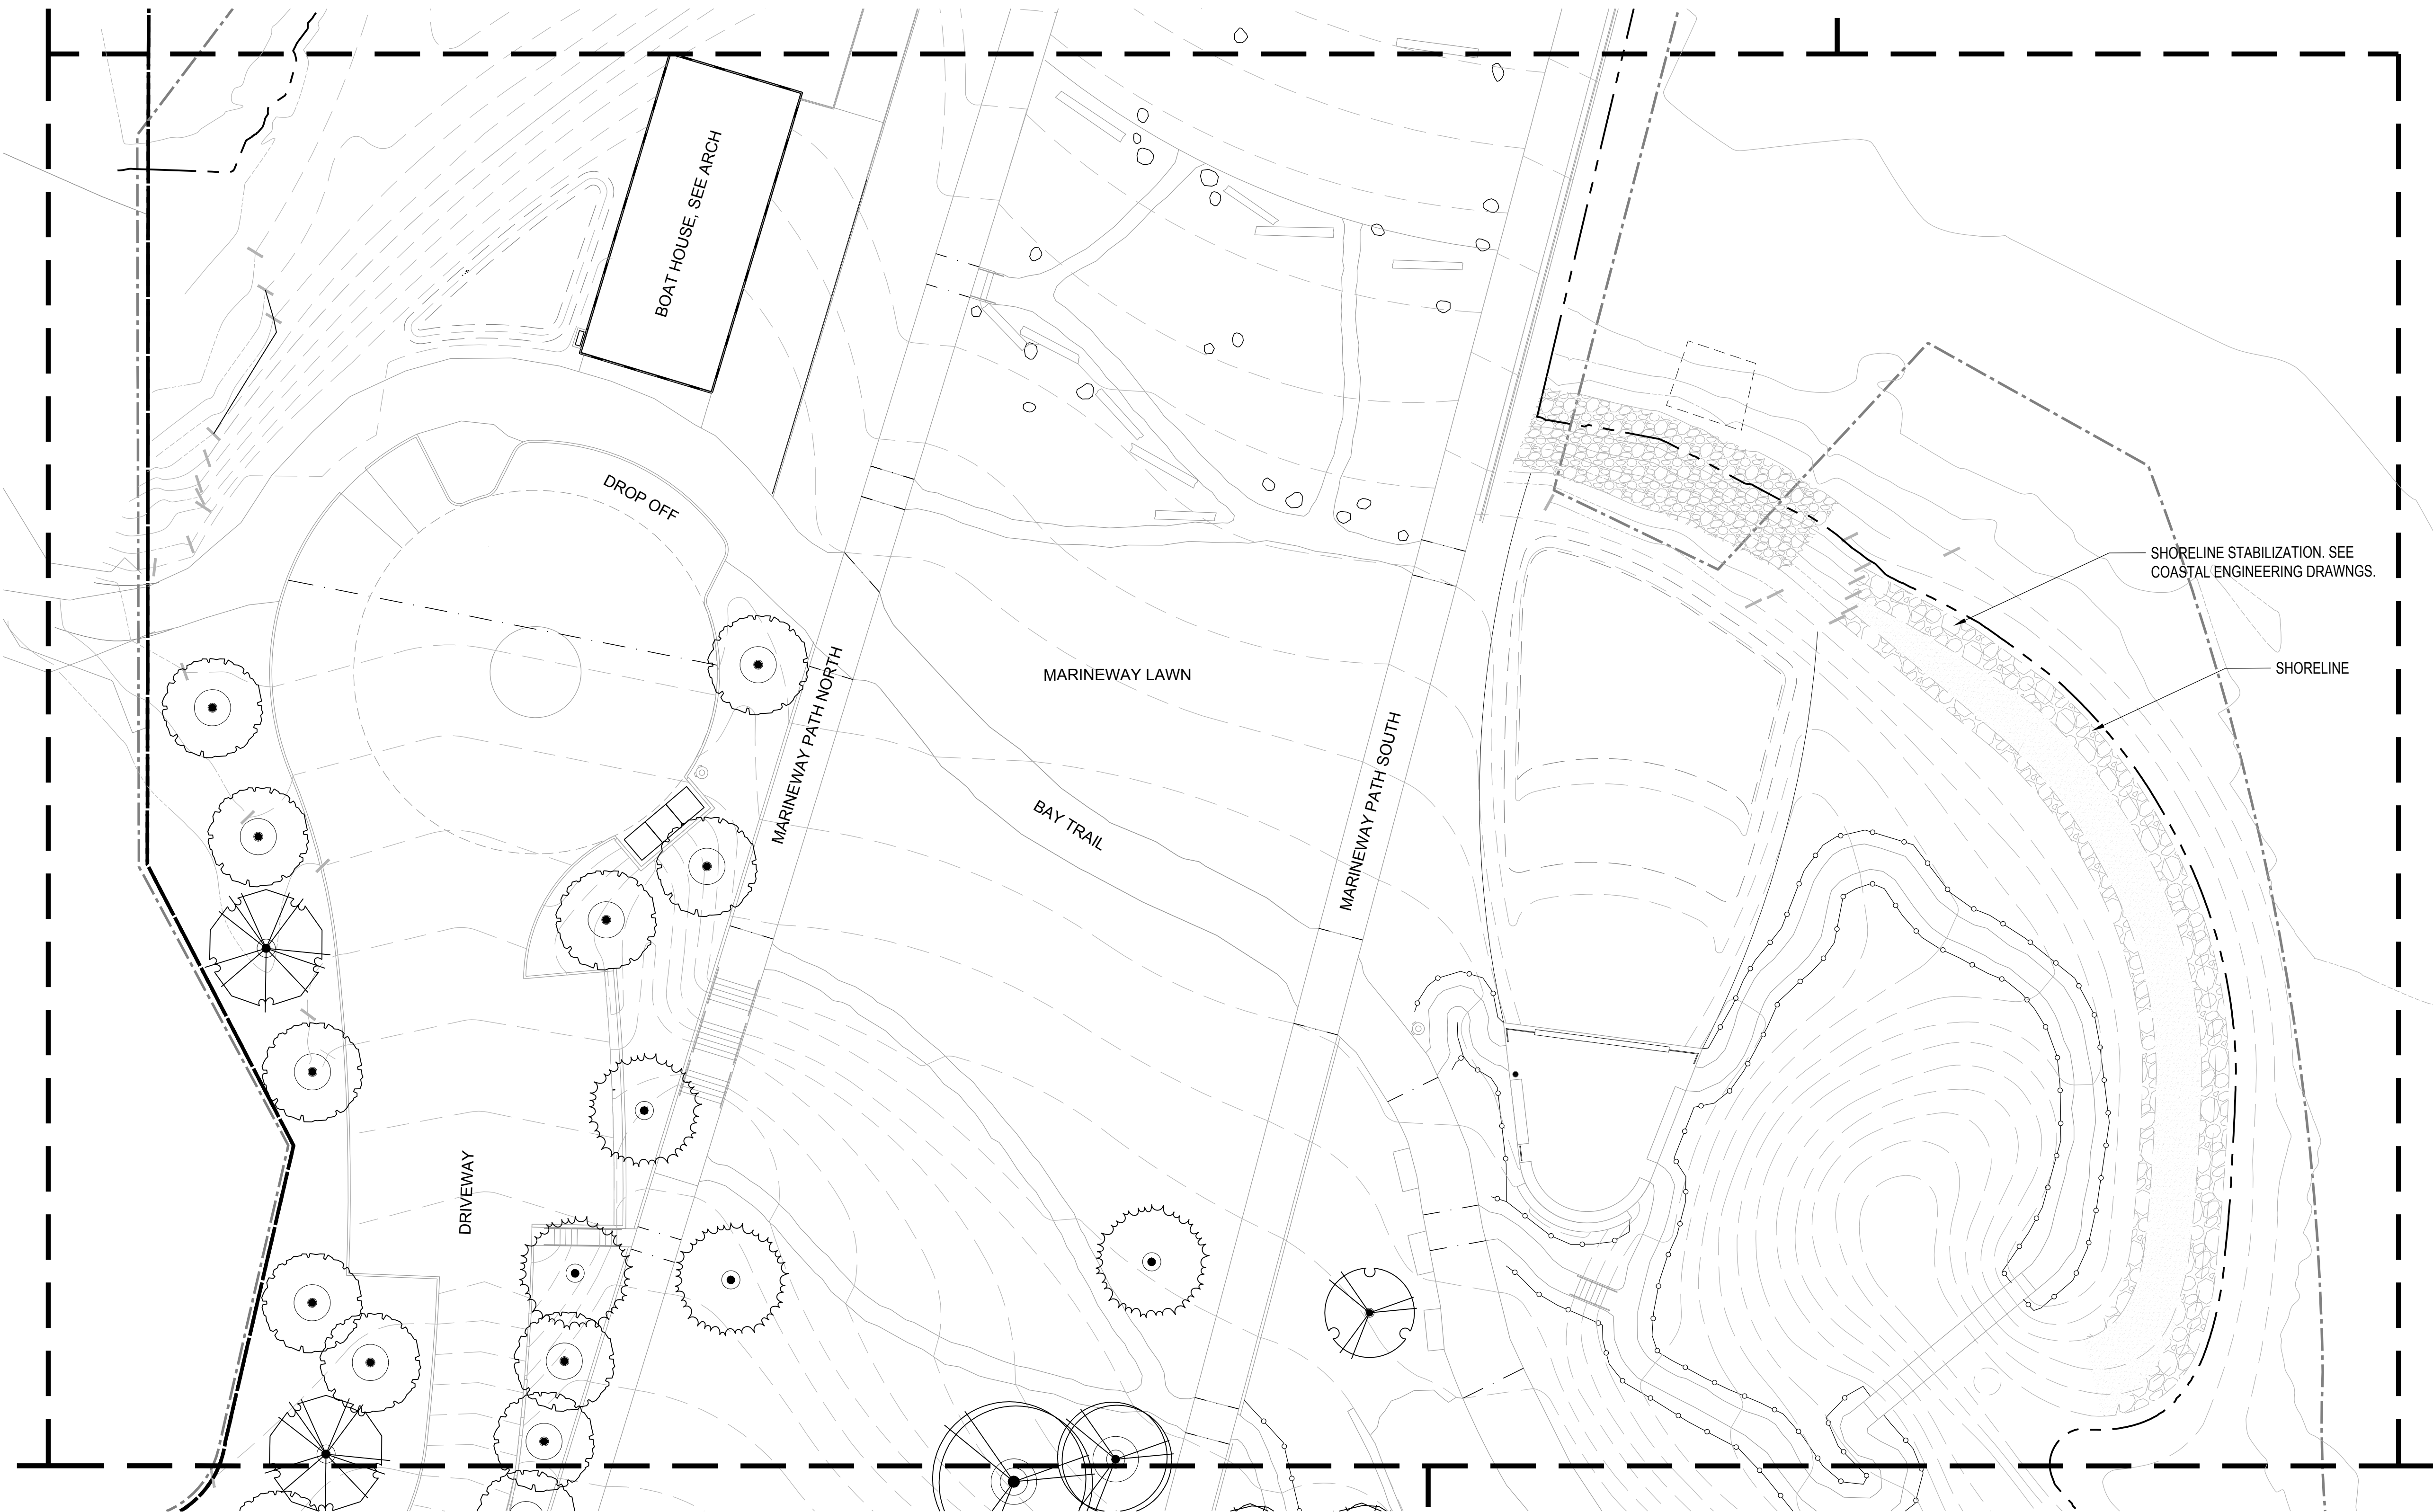 BOAT HOUSE, SEE ARCH
DROP OFF
SHORELINE STABILIZATION. SEE
COASTAL ENGINEERING DRAWNGS.
SHORELINE
MARINEWAY LAWN
MARINEWAY PATH NORTH
MARINEWAY PATH SOUTH
BAY TRAIL
DRIVEWAY